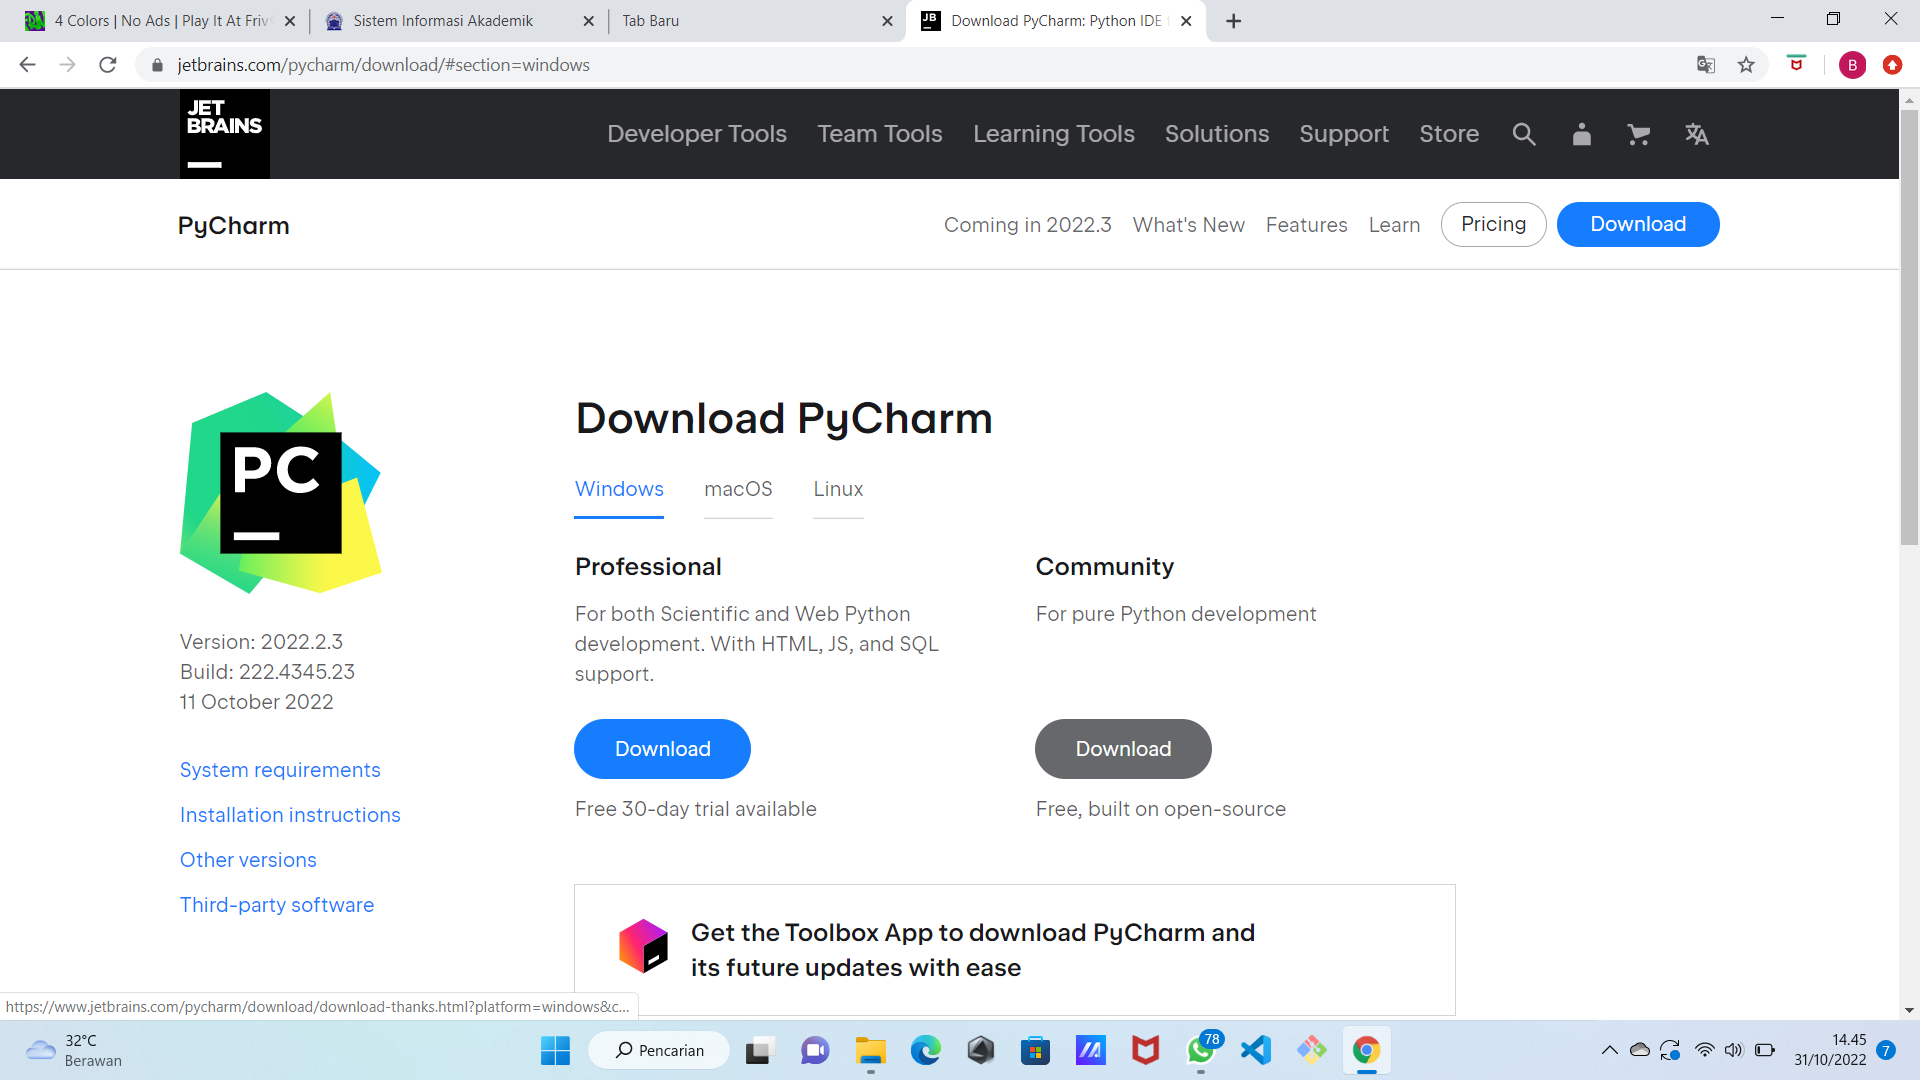 4 Colors | No Ads | Play It At Friv
Sistem Informasi Akademik
Tab Baru
Download PyCharm: Python IDE
jetbrains.com/pycharm/download/#section=windows
B
JET
BRAINS
Developer Tools
Team Tools
Learning Tools
Solutions
Support
Store
PyCharm
Coming in 2022.3
What's New
Features
Learn
Pricing
Download
PC
Version: 2022.2.3
Build: 222.4345.23
11 October 2022
System requirements
Installation instructions
Other versions
Third-party software
Download PyCharm
Windows
macOS
Linux
Professional
For both Scientific and Web Python
development. With HTML, JS, and SQL
support.
Download
Free 30-day trial available
Community
For pure Python development
Download
Free, built on open-source
Get the Toolbox App to download PyCharm and
its future updates with ease
https://www.jetbrains.com/pycharm/download/download-thanks.html?platform=windows&c...
32°C
Berawan
Pencarian
78
14.45
31/10/2022
7